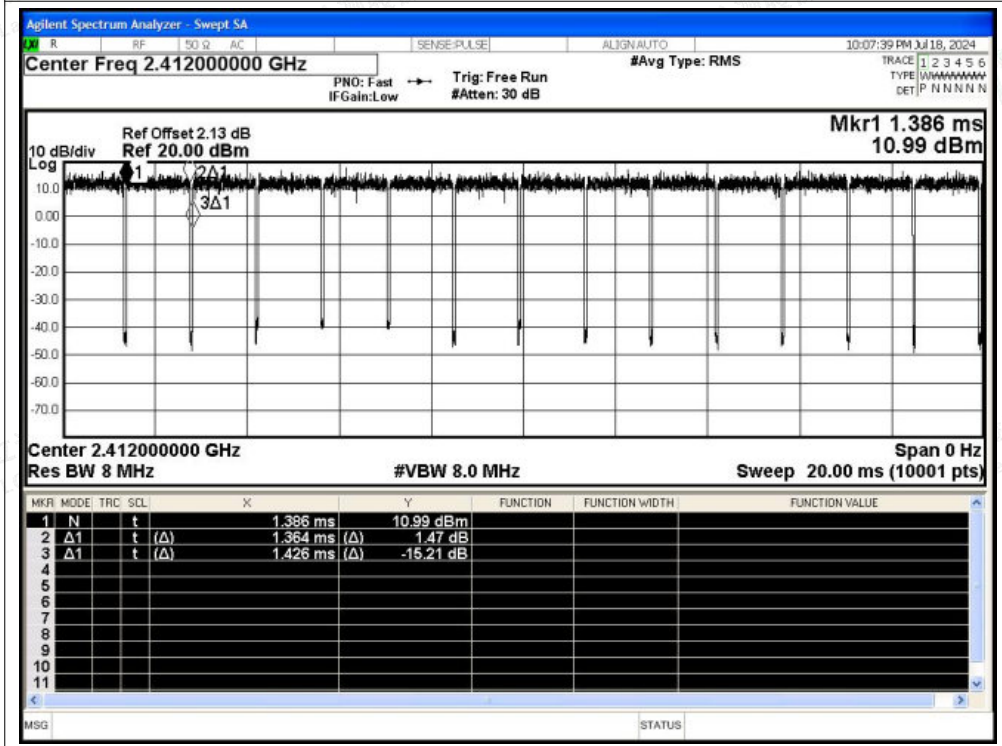 Agilent Spectrum Analyzer - Swept SA
LXI R RF 50 Ω AC SENSE:PULSE ALIGN AUTO 10:07:39 PM Jul 18, 2024
Center Freq 2.412000000 GHz #Avg Type: RMS TRACE 1 2 3 4 5 6
PNO: Fast Trig: Free Run TYPE WWWWWW
IFGain:Low #Atten: 30 dB DET P N N N N N
Mkr1 1.386 ms
10.99 dBm
Ref Offset 2.13 dB
10 dB/div Ref 20.00 dBm
Log
1 2Δ1
10.0
3Δ1
0.00
-10.0
-20.0
-30.0
-40.0
-50.0
-60.0
-70.0
Center 2.412000000 GHz Span 0 Hz
Res BW 8 MHz #VBW 8.0 MHz Sweep 20.00 ms (10001 pts)
MKR MODE TRC SCL X Y FUNCTION FUNCTION WIDTH FUNCTION VALUE
1 N t 1.386 ms 10.99 dBm
2 Δ1 t (Δ) 1.364 ms (Δ) 1.47 dB
3 Δ1 t (Δ) 1.426 ms (Δ) -15.21 dB
4
5
6
7
8
9
10
11
MSG STATUS